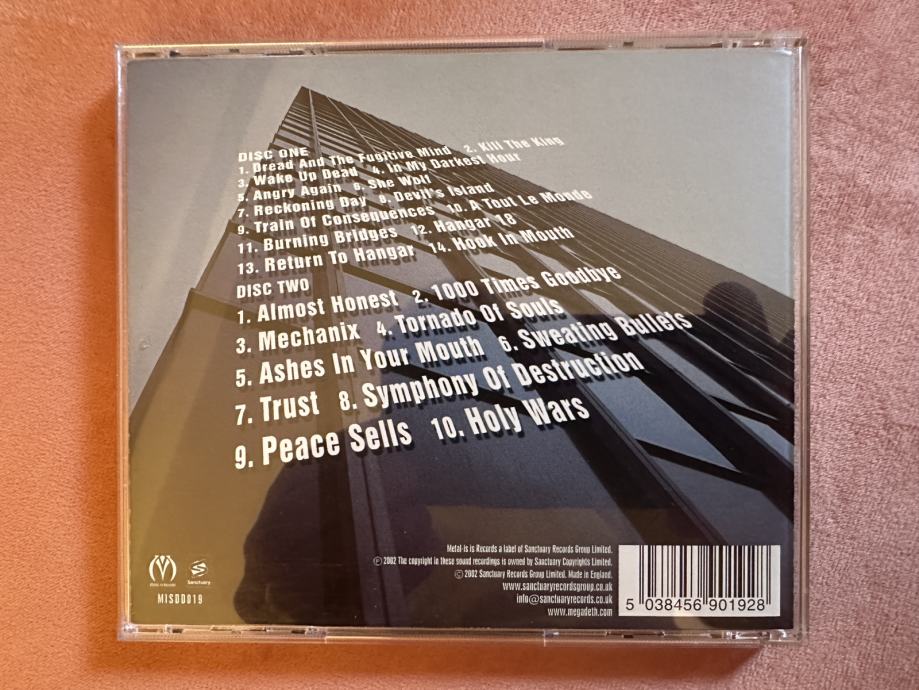 DISC ONE
1. Dread And The Fugitive Mind 2. Kill The King
3. Wake Up Dead 4. In My Darkest Hour
5. Angry Again 6. She Wolf
7. Reckoning Day 8. Devil's Island
9. Train Of Consequences 10. A Tout Le Monde
11. Burning Bridges 12. Hangar 18
13. Return To Hangar 14. Hook In Mouth
DISC TWO
1. Almost Honest 2. 1000 Times Goodbye
3. Mechanix 4. Tornado Of Souls
5. Ashes In Your Mouth 6. Sweating Bullets
7. Trust 8. Symphony Of Destruction
9. Peace Sells 10. Holy Wars
Sanctuary
MISDD019
Metal-is is Records a label of Sanctuary Records Group Limited.
Ⓟ 2002 The copyright in these sound recordings is owned by Sanctuary Copyrights Limited.
© 2002 Sanctuary Records Group Limited. Made in England.
www.sanctuaryrecordsgroup.co.uk
info@sanctuaryrecords.co.uk
www.megadeth.com
5 038456 901928